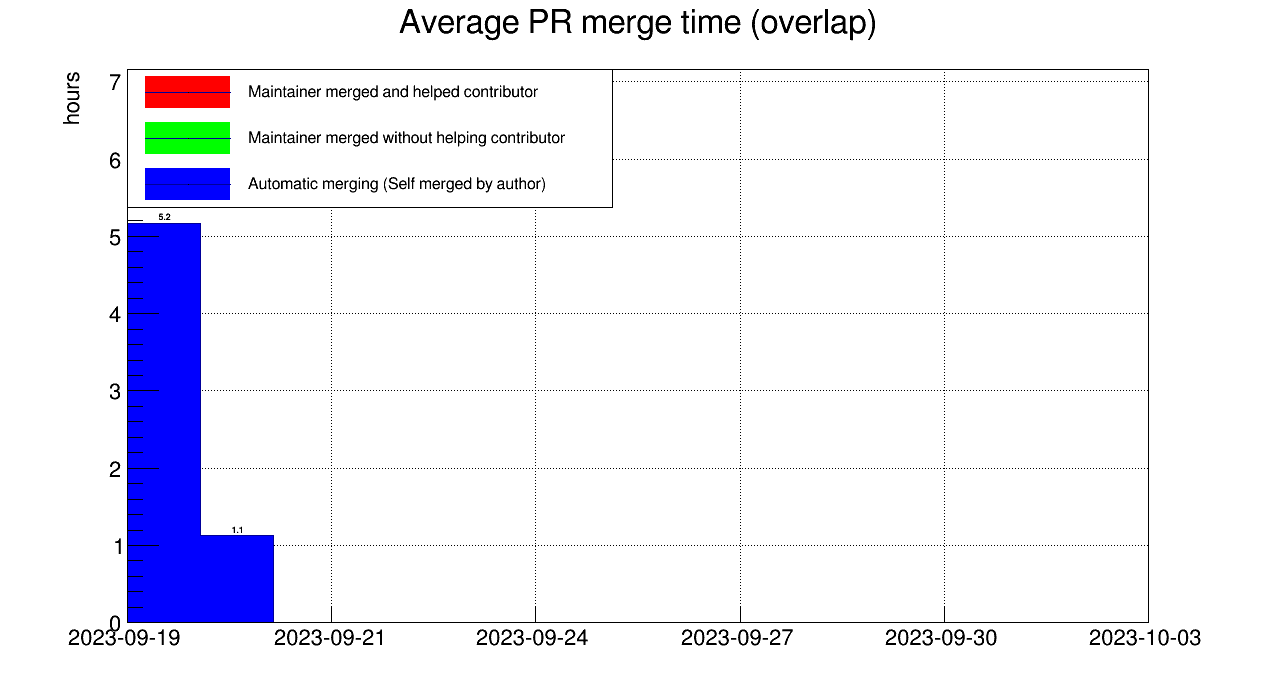 Average PR merge time (overlap)
hours
7
6
5
4
3
2
1
0
Maintainer merged and helped contributor
Maintainer merged without helping contributor
Automatic merging (Self merged by author)
5.2
1.1
2023-09-19 2023-09-21 2023-09-24 2023-09-27 2023-09-30 2023-10-03